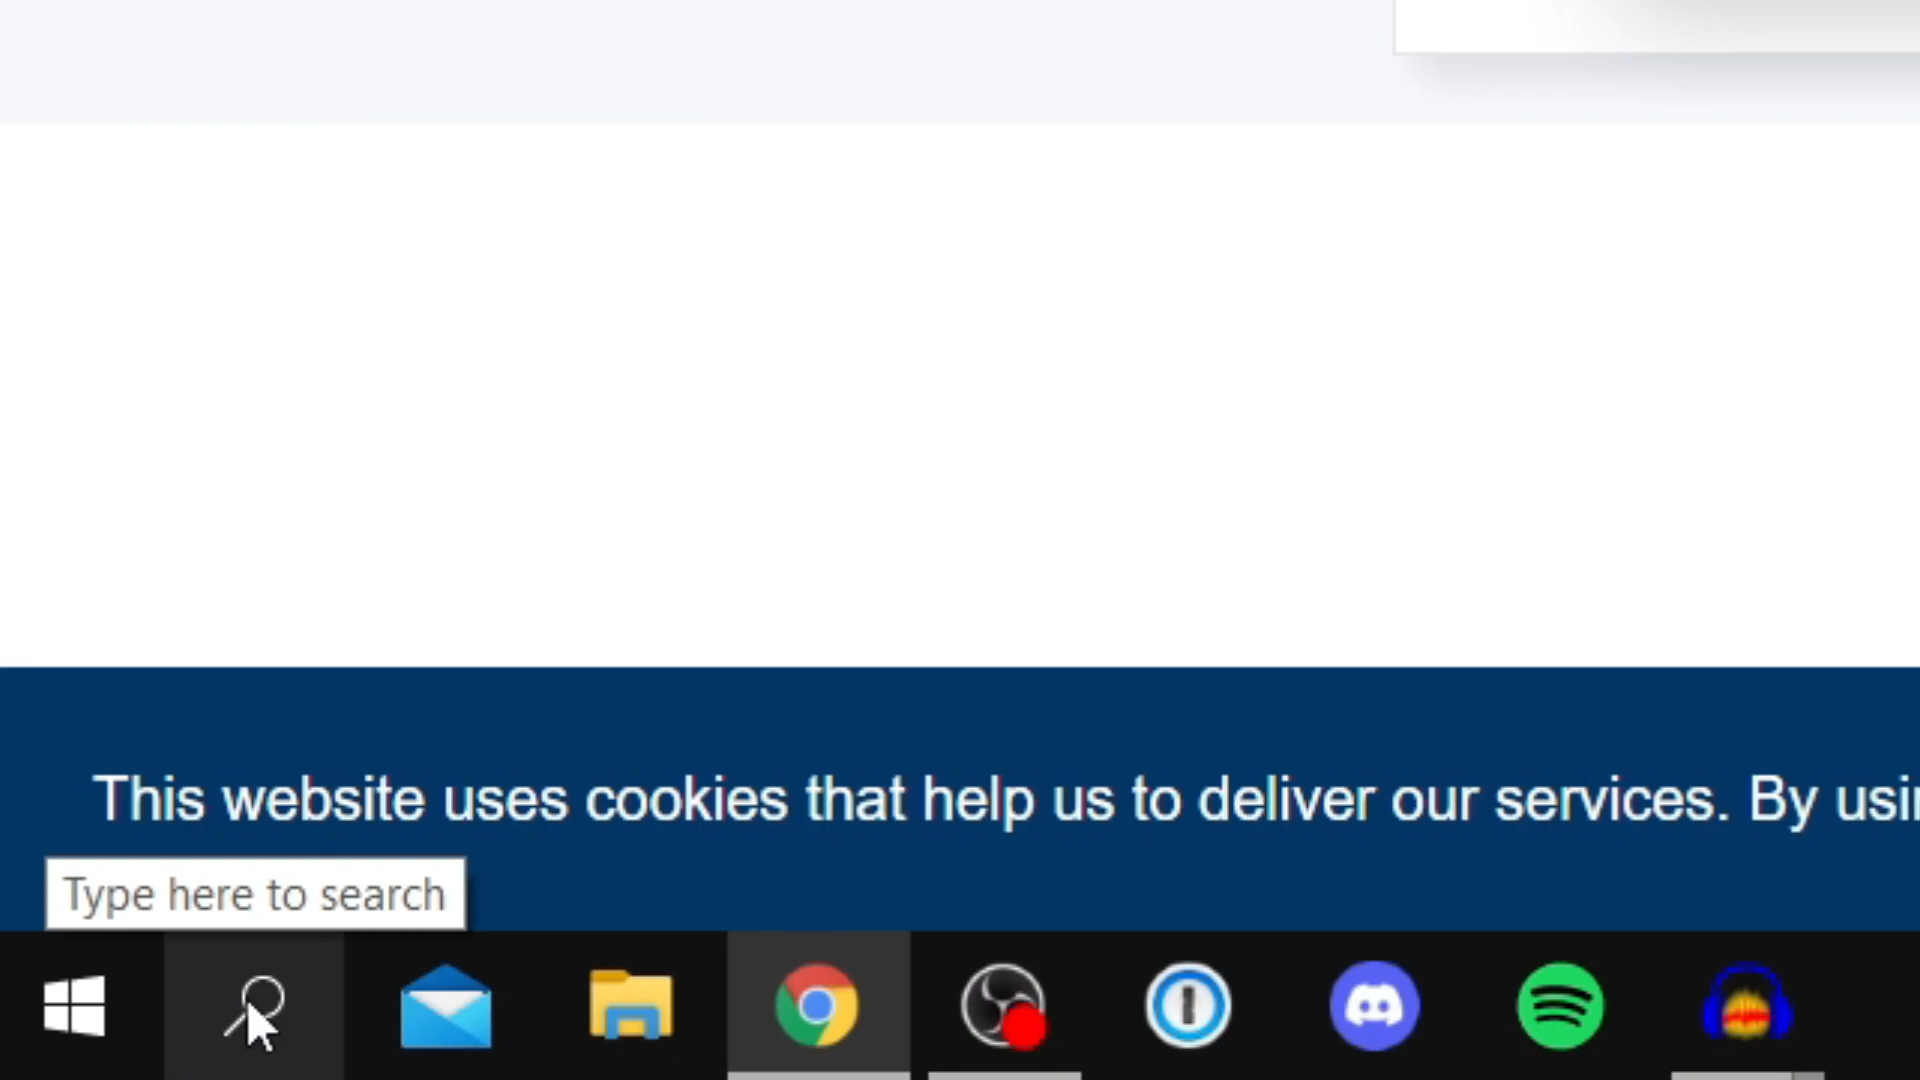 This website uses cookies that help us to deliver our services. By usi
Type here to search